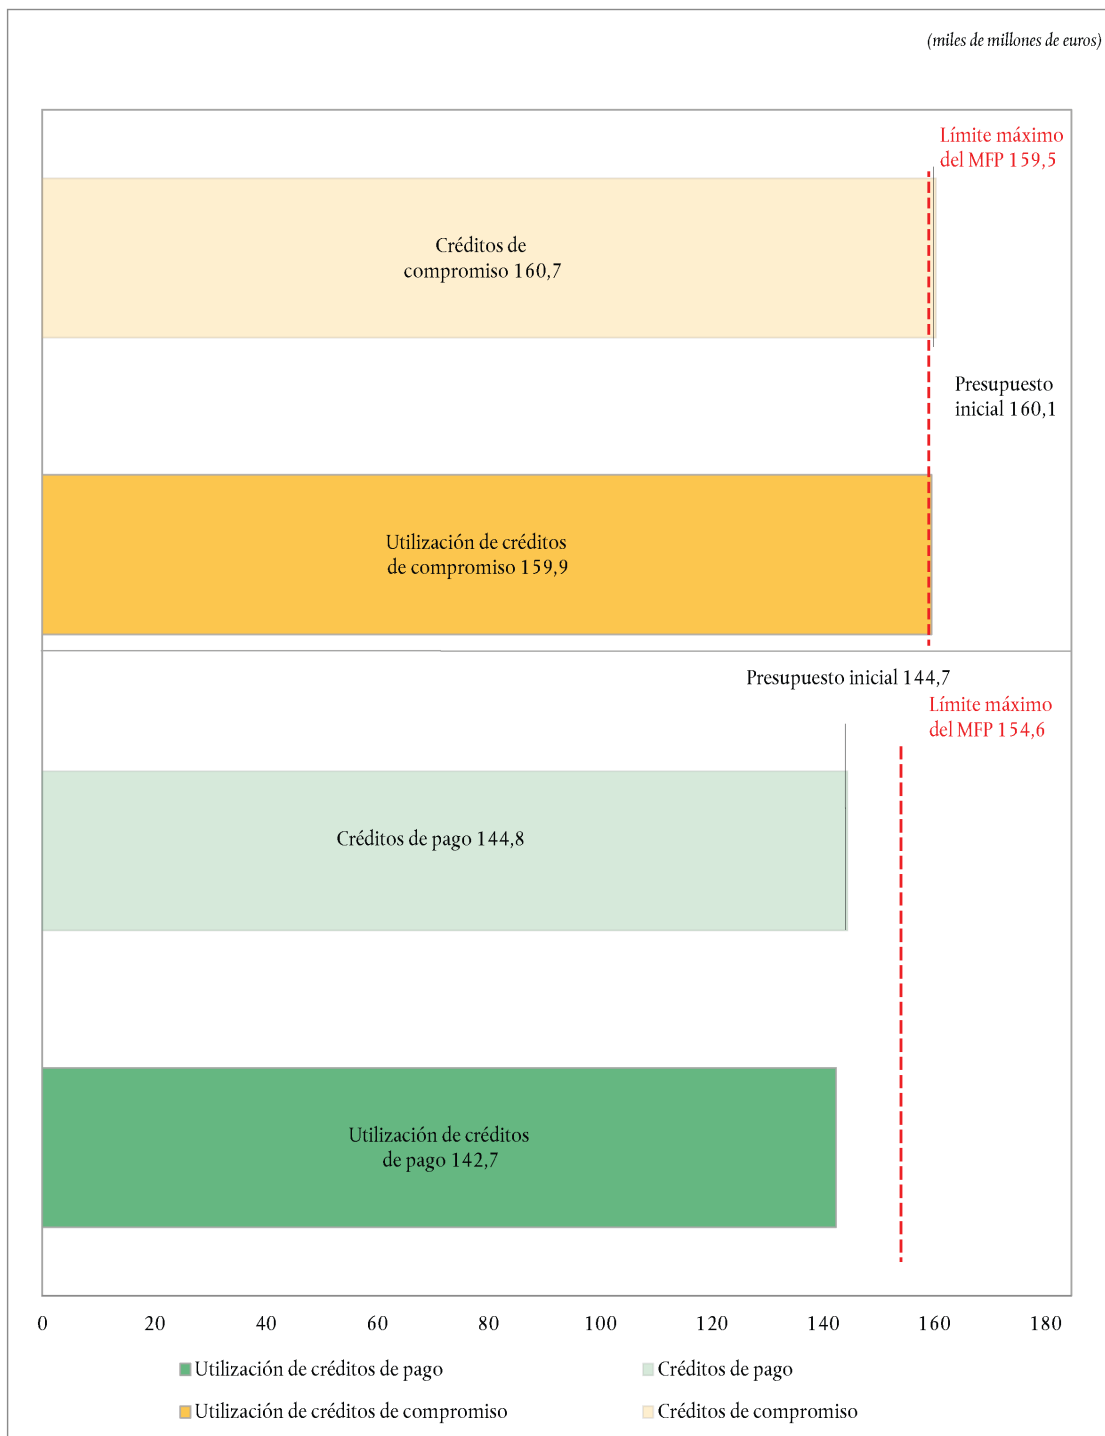 (miles de millones de euros)
Límite máximo
del MFP 159,5
Créditos de
compromiso 160,7
Presupuesto
inicial 160,1
Utilización de créditos
de compromiso 159,9
Presupuesto inicial 144,7
Límite máximo
del MFP 154,6
Créditos de pago 144,8
Utilización de créditos
de pago 142,7
0 20 40 60 80 100 120 140 160 180
Utilización de créditos de pago Créditos de pago
Utilización de créditos de compromiso Créditos de compromiso